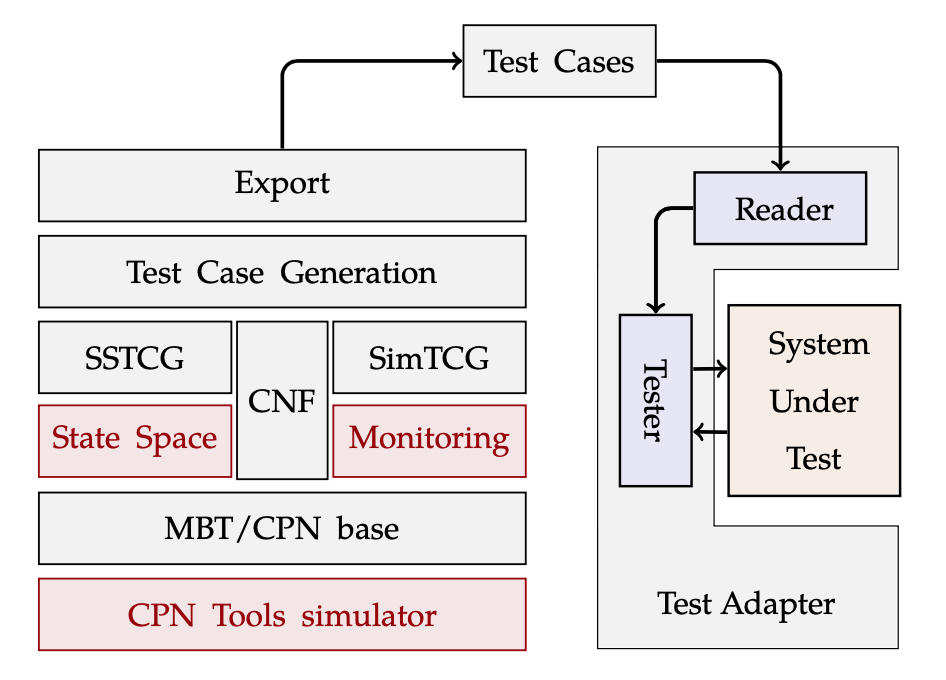 Test Cases
Export
Test Case Generation
SSTCG
CNF
SimTCG
State Space
Monitoring
MBT/CPN base
CPN Tools simulator
Reader
Tester
System
Under
Test
Test Adapter